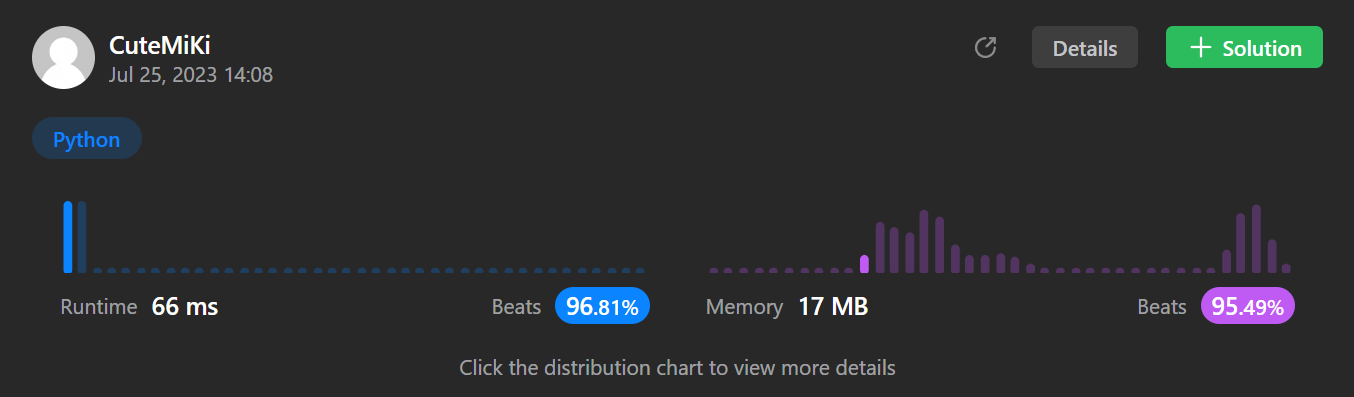 CuteMiKi
Jul 25, 2023 14:08
Details
Solution
Python
Runtime 66 ms Beats 96.81%
Memory 17 MB Beats 95.49%
Click the distribution chart to view more details